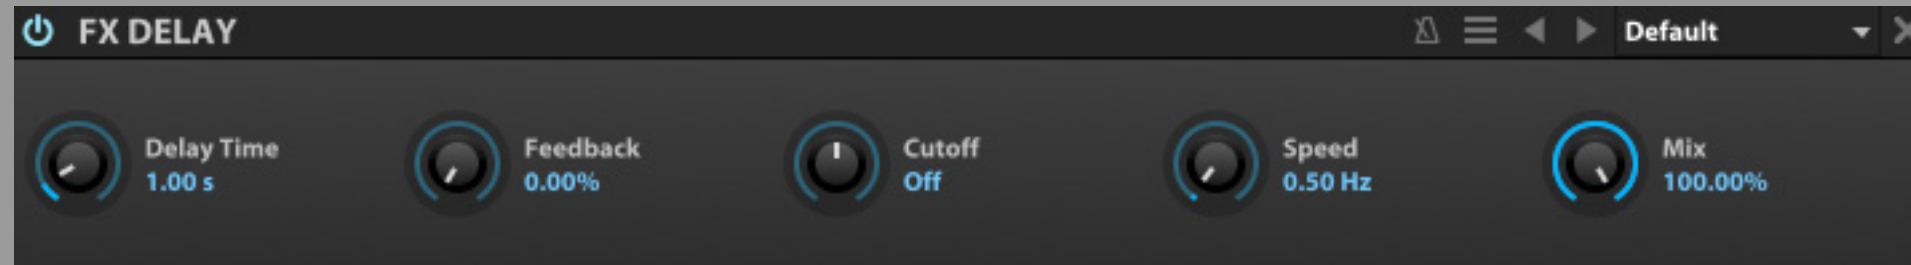 FX DELAY
Default
Delay Time
1.00 s
Feedback
0.00%
Cutoff
Off
Speed
0.50 Hz
Mix
100.00%